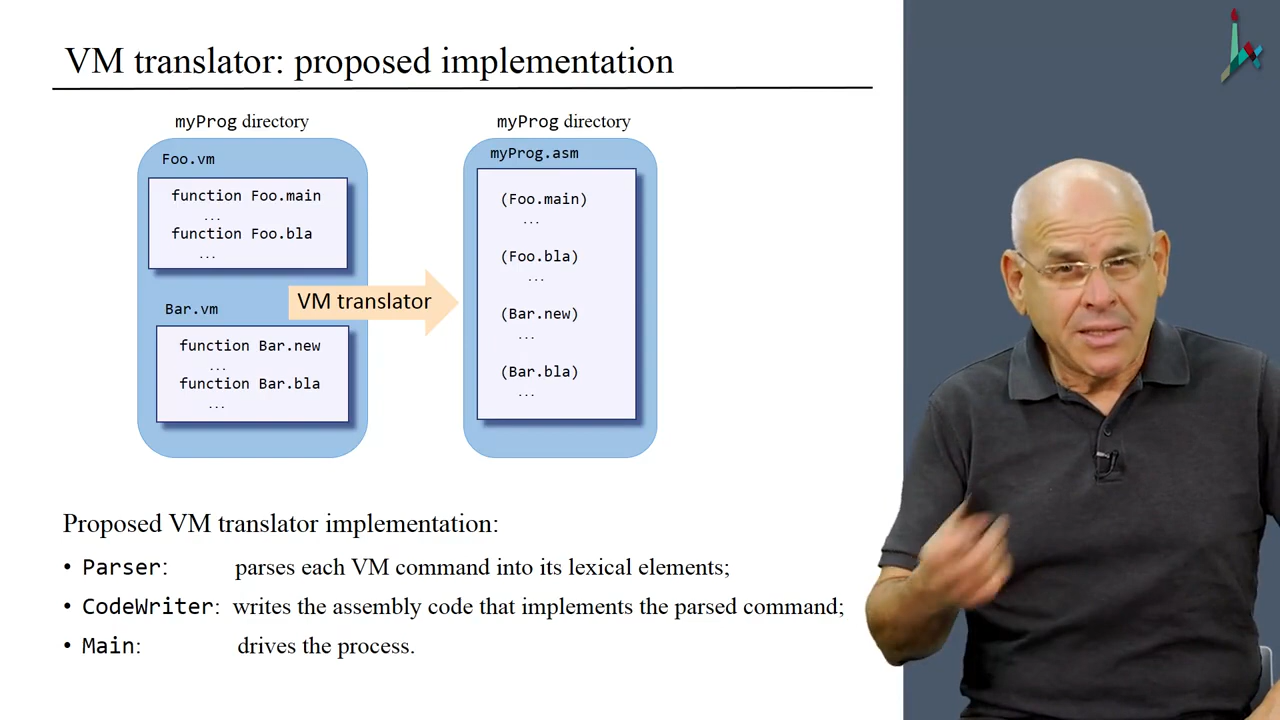 VM translator: proposed implementation
myProg directory
Foo.vm
function Foo.main
...
function Foo.bla
...
Bar.vm
function Bar.new
...
function Bar.bla
...
VM translator
myProg directory
myProg.asm
(Foo.main)
...
(Foo.bla)
...
(Bar.new)
...
(Bar.bla)
...
Proposed VM translator implementation:
• Parser: parses each VM command into its lexical elements;
• CodeWriter: writes the assembly code that implements the parsed command;
• Main: drives the process.